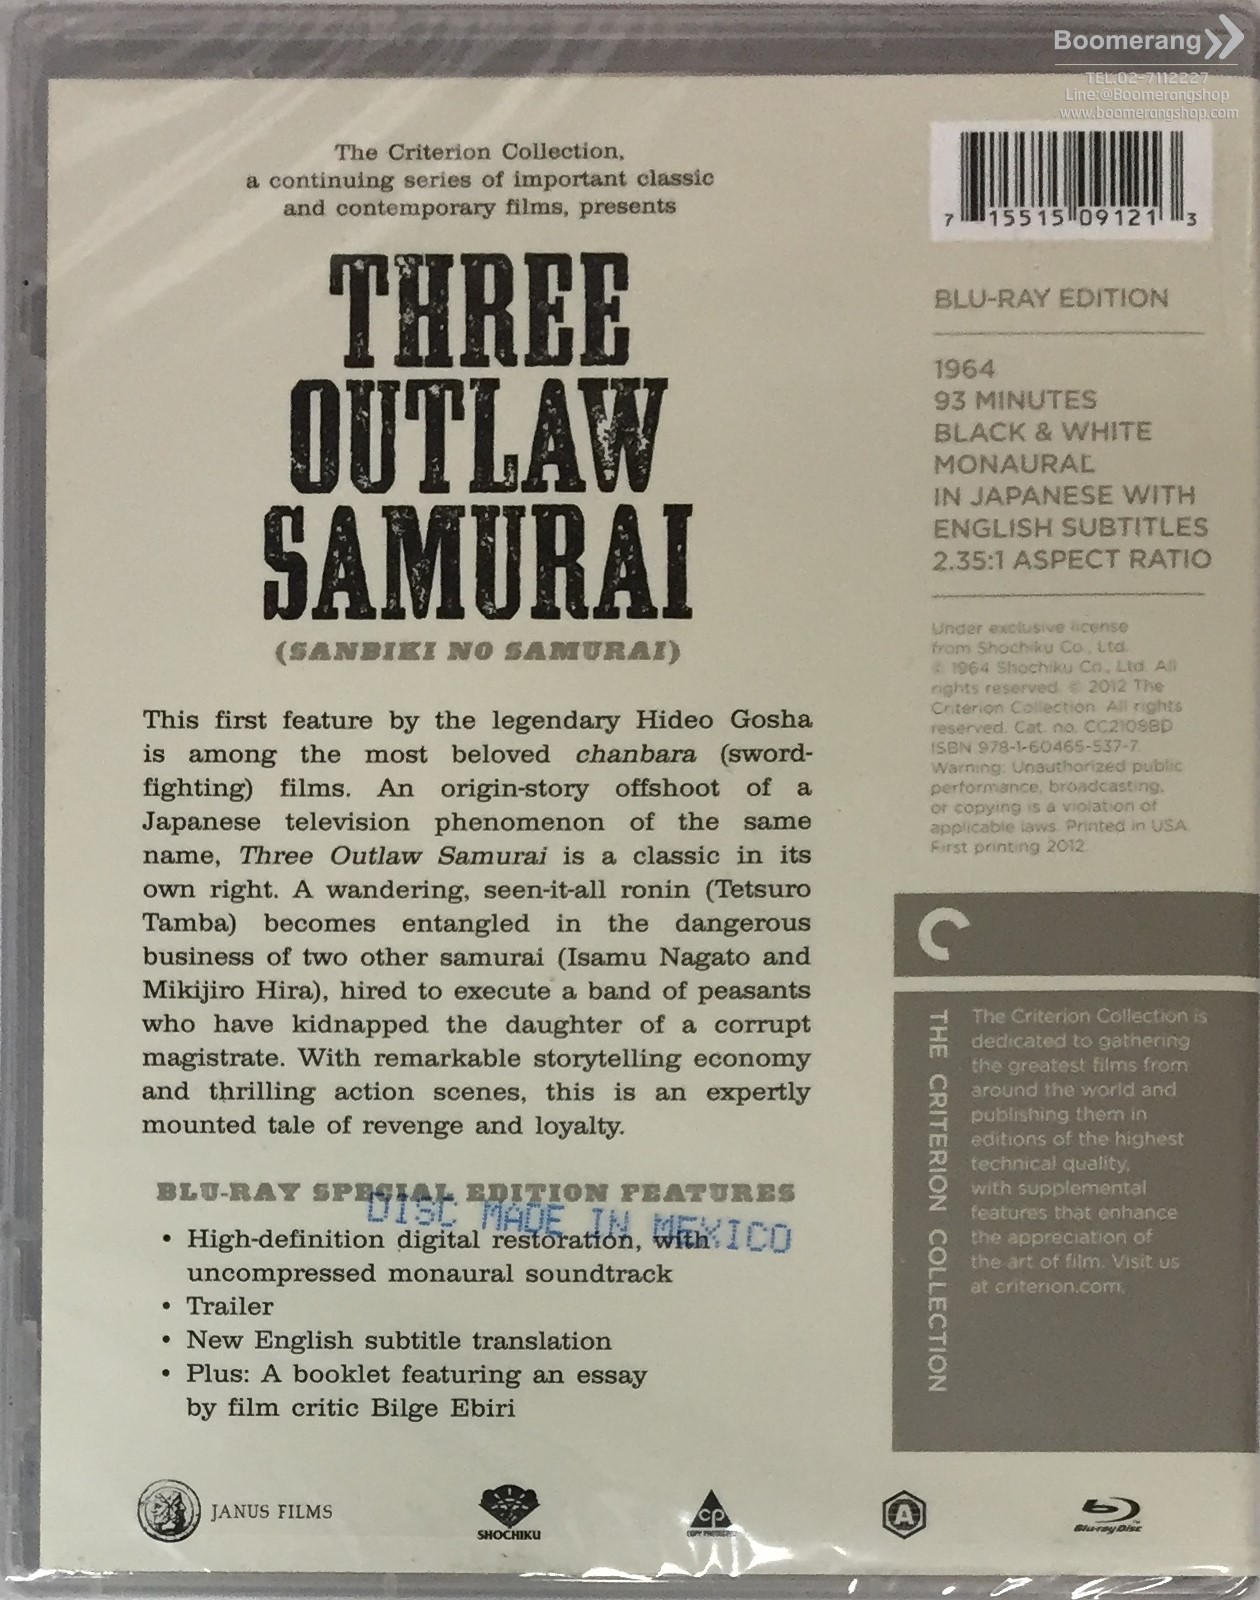 Boomerang
TEL.02-7112227
Line:@Boomerangshop
www.boomerangshop.com
The Criterion Collection,
a continuing series of important classic
and contemporary films, presents
THREE
OUTLAW
SAMURAI
(SANBIKI NO SAMURAI)
This first feature by the legendary Hideo Gosha
is among the most beloved chanbara (sword-
fighting) films. An origin-story offshoot of a
Japanese television phenomenon of the same
name, Three Outlaw Samurai is a classic in its
own right. A wandering, seen-it-all ronin (Tetsuro
Tamba) becomes entangled in the dangerous
business of two other samurai (Isamu Nagato and
Mikijiro Hira), hired to execute a band of peasants
who have kidnapped the daughter of a corrupt
magistrate. With remarkable storytelling economy
and thrilling action scenes, this is an expertly
mounted tale of revenge and loyalty.
BLU-RAY SPECIAL EDITION FEATURES
DISC MADE IN MEXICO
• High-definition digital restoration, with
uncompressed monaural soundtrack
• Trailer
• New English subtitle translation
• Plus: A booklet featuring an essay
by film critic Bilge Ebiri
7 15515 09121 3
BLU-RAY EDITION
1964
93 MINUTES
BLACK & WHITE
MONAURAL
IN JAPANESE WITH
ENGLISH SUBTITLES
2.35:1 ASPECT RATIO
Under exclusive license
from Shochiku Co., Ltd.
© 1964 Shochiku Co., Ltd. All
rights reserved. © 2012 The
Criterion Collection. All rights
reserved. Cat. no. CC2108BD
ISBN 978-1-60465-537-7
Warning: Unauthorized public
performance, broadcasting,
or copying is a violation of
applicable laws. Printed in USA.
First printing 2012.
THE CRITERION COLLECTION
The Criterion Collection is
dedicated to gathering
the greatest films from
around the world and
publishing them in
editions of the highest
technical quality,
with supplemental
features that enhance
the appreciation of
the art of film. Visit us
at criterion.com.
JANUS FILMS
SHOCHIKU
cp
COPY PROTECTED
A
Blu-ray Disc